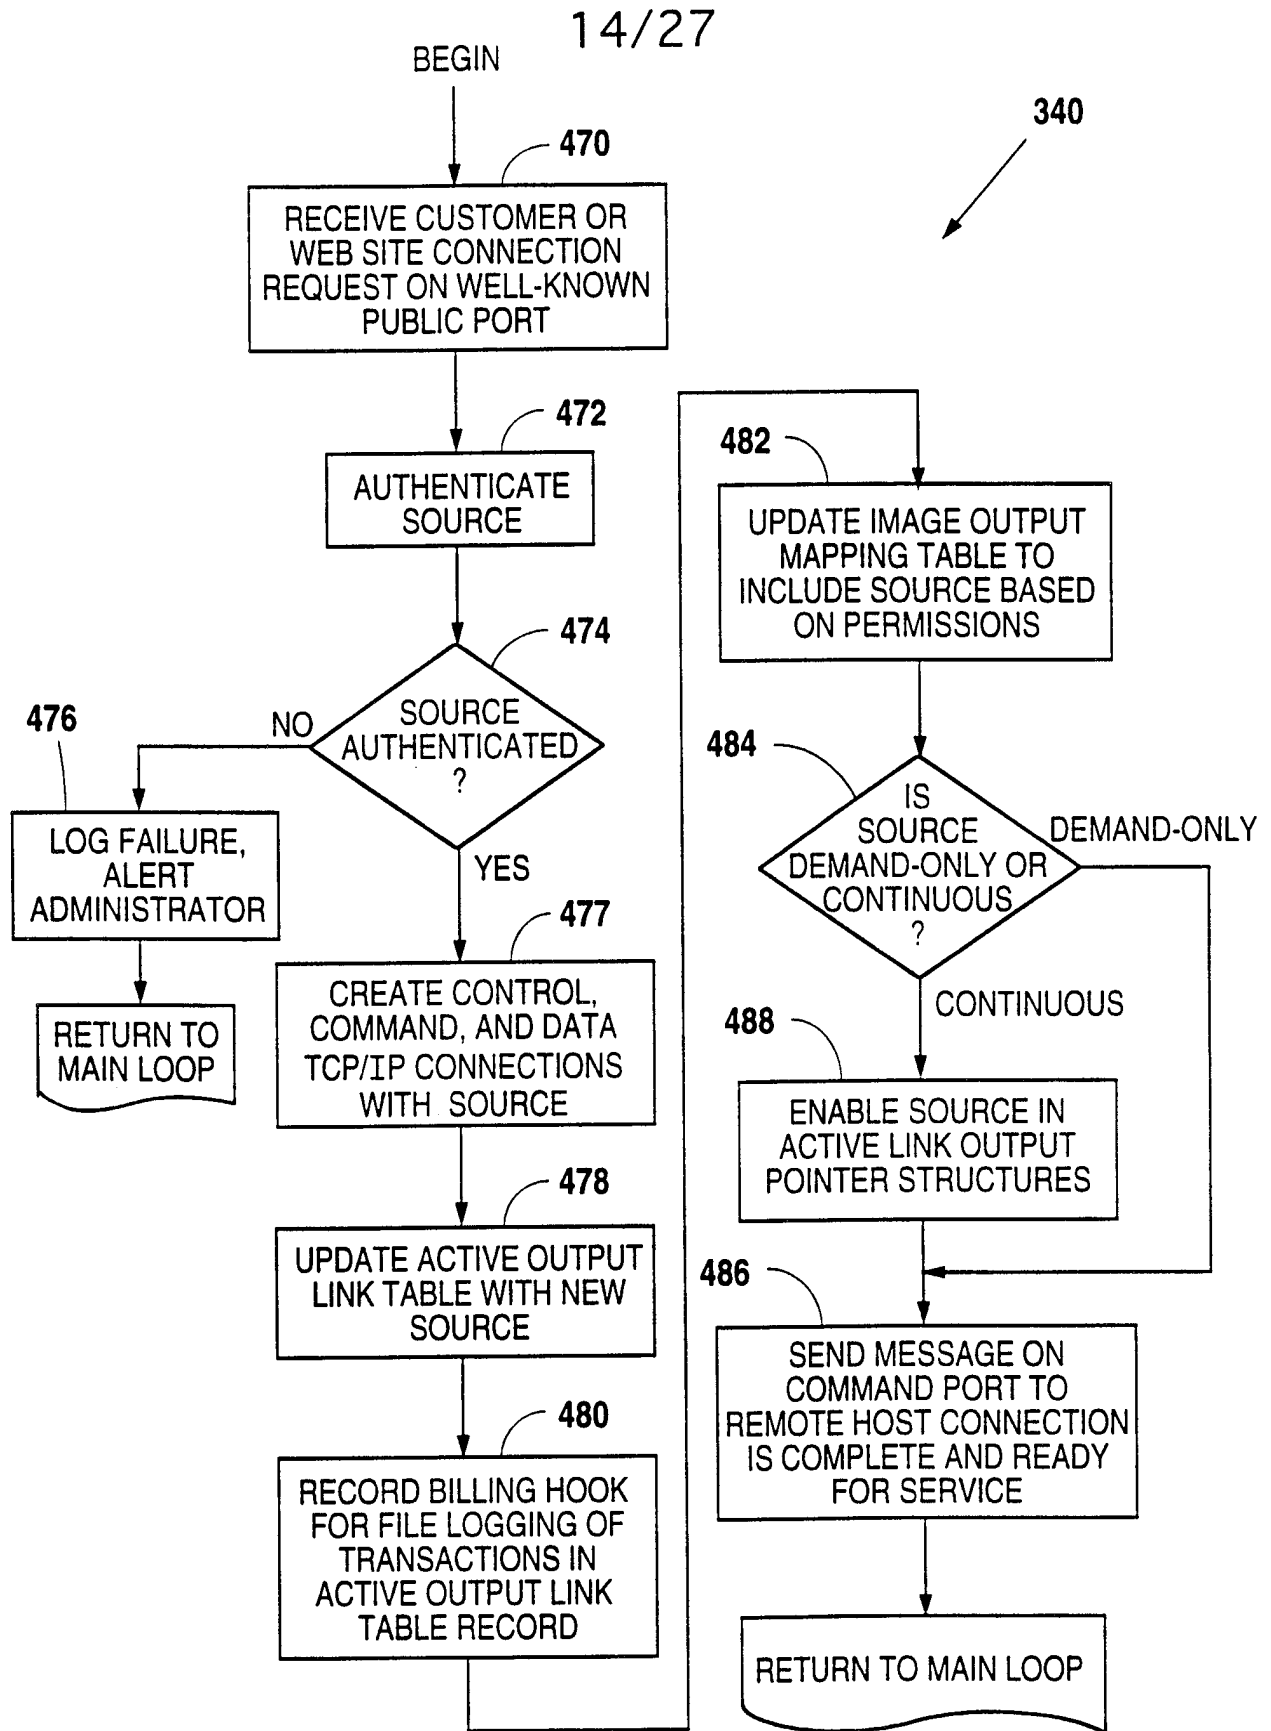 14/27
BEGIN
340
470
RECEIVE CUSTOMER OR
WEB SITE CONNECTION
REQUEST ON WELL-KNOWN
PUBLIC PORT
472
AUTHENTICATE
SOURCE
474
SOURCE
AUTHENTICATED
?
NO
YES
476
LOG FAILURE,
ALERT
ADMINISTRATOR
RETURN TO
MAIN LOOP
477
CREATE CONTROL,
COMMAND, AND DATA
TCP/IP CONNECTIONS
WITH SOURCE
478
UPDATE ACTIVE OUTPUT
LINK TABLE WITH NEW
SOURCE
480
RECORD BILLING HOOK
FOR FILE LOGGING OF
TRANSACTIONS IN
ACTIVE OUTPUT LINK
TABLE RECORD
482
UPDATE IMAGE OUTPUT
MAPPING TABLE TO
INCLUDE SOURCE BASED
ON PERMISSIONS
484
IS
SOURCE
DEMAND-ONLY OR
CONTINUOUS
?
DEMAND-ONLY
CONTINUOUS
488
ENABLE SOURCE IN
ACTIVE LINK OUTPUT
POINTER STRUCTURES
486
SEND MESSAGE ON
COMMAND PORT TO
REMOTE HOST CONNECTION
IS COMPLETE AND READY
FOR SERVICE
RETURN TO MAIN LOOP